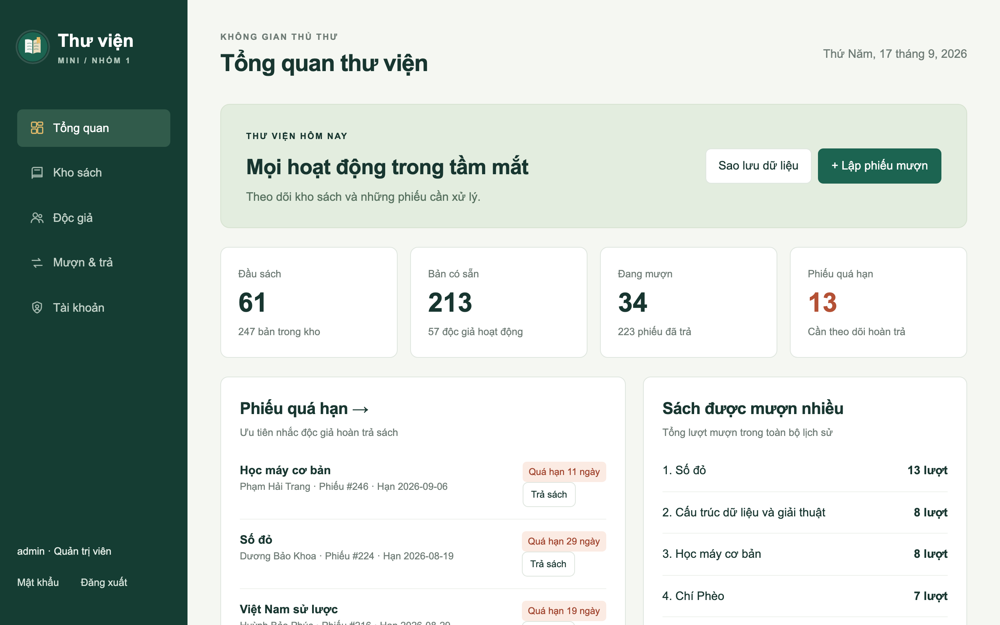 Thư viện
MINI / NHÓM 1
Tổng quan
Kho sách
Độc giả
Mượn & trả
Tài khoản
admin · Quản trị viên
Mật khẩu
Đăng xuất
KHÔNG GIAN THỦ THƯ
Tổng quan thư viện
Thứ Năm, 17 tháng 9, 2026
THƯ VIỆN HÔM NAY
Mọi hoạt động trong tầm mắt
Theo dõi kho sách và những phiếu cần xử lý.
Sao lưu dữ liệu
+ Lập phiếu mượn
Đầu sách
61
247 bản trong kho
Bản có sẵn
213
57 độc giả hoạt động
Đang mượn
34
223 phiếu đã trả
Phiếu quá hạn
13
Cần theo dõi hoàn trả
Phiếu quá hạn →
Ưu tiên nhắc độc giả hoàn trả sách
Học máy cơ bản
Phạm Hải Trang · Phiếu #246 · Hạn 2026-09-06
Quá hạn 11 ngày
Trả sách
Số đỏ
Dương Bảo Khoa · Phiếu #224 · Hạn 2026-08-19
Quá hạn 29 ngày
Trả sách
Việt Nam sử lược
Huỳnh Bảo Phúc · Phiếu #216 · Hạn 2026-08-29
Quá hạn 19 ngày
Sách được mượn nhiều
Tổng lượt mượn trong toàn bộ lịch sử
1. Số đỏ 13 lượt
2. Cấu trúc dữ liệu và giải thuật 8 lượt
3. Học máy cơ bản 8 lượt
4. Chí Phèo 7 lượt